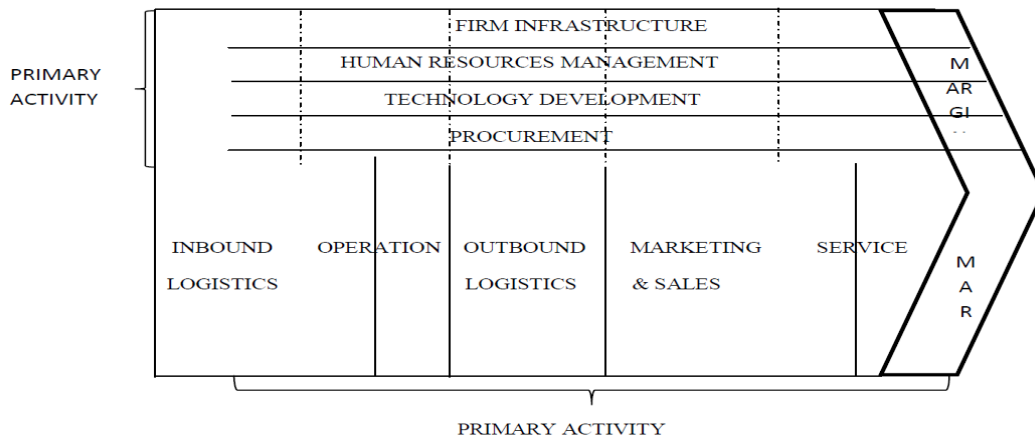 FIRM INFRASTRUCTURE
HUMAN RESOURCES MANAGEMENT
PRIMARY
ACTIVITY
TECHNOLOGY DEVELOPMENT
PROCUREMENT
M
AR
GI
INBOUND
LOGISTICS
OPERATION
OUTBOUND
LOGISTICS
MARKETING
& SALES
SERVICE
M
A
R
PRIMARY ACTIVITY